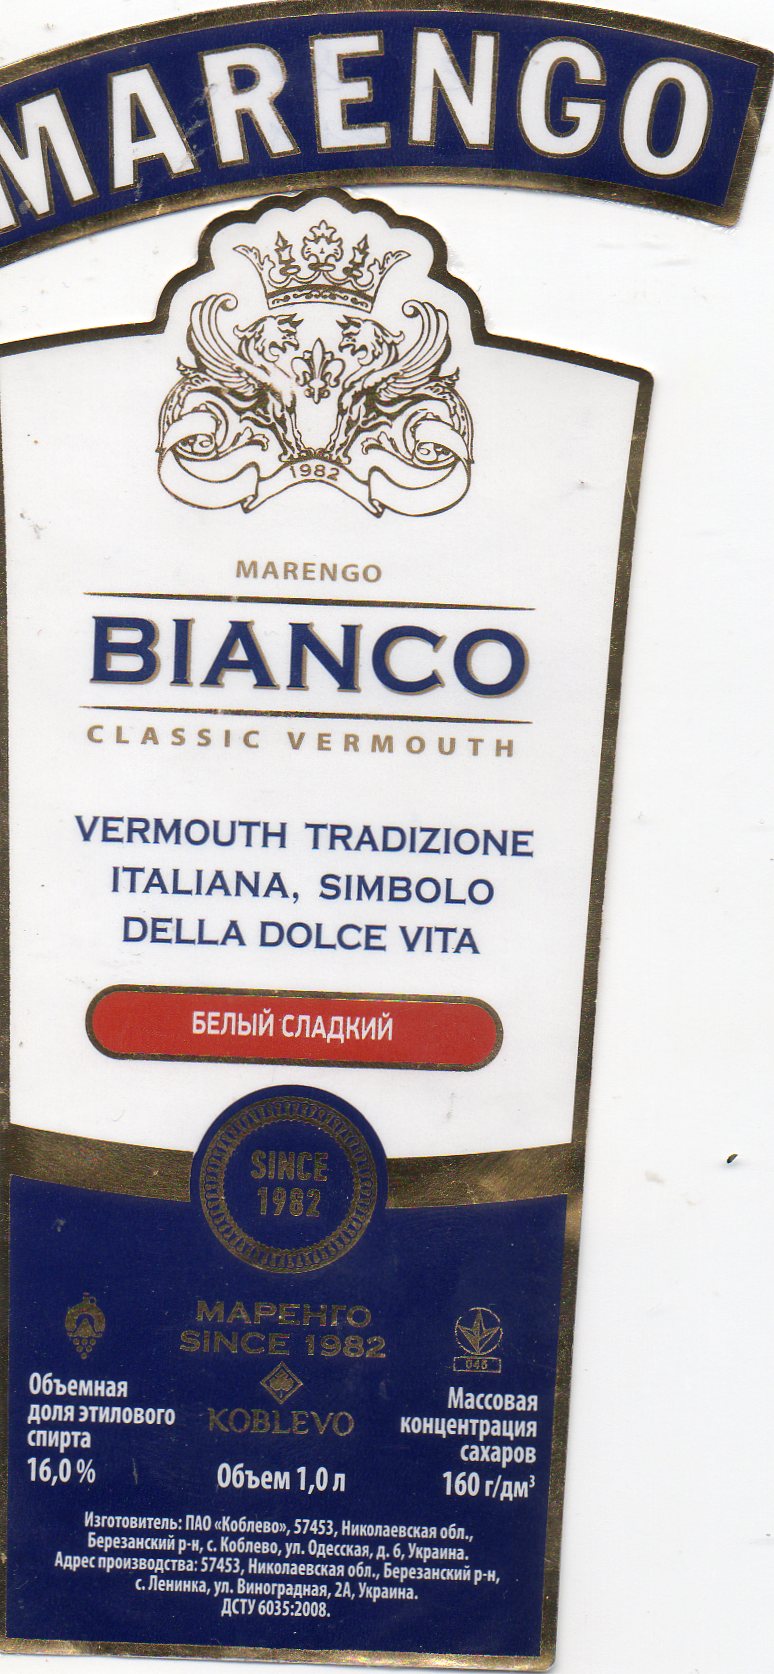 MARENGO
1982
MARENGO
BIANCO
CLASSIC VERMOUTH
VERMOUTH TRADIZIONE
ITALIANA, SIMBOLO
DELLA DOLCE VITA
БЕЛЫЙ СЛАДКИЙ
SINCE
1982
МАРЕНГО
SINCE 1982
KOBLEVO
Объемная
доля этилового
спирта
16,0 %
Объем 1,0 л
046
Массовая
концентрация
сахаров
160 г/дм³
Изготовитель: ПАО «Коблево», 57453, Николаевская обл.,
Березанский р-н, с. Коблево, ул. Одесская, д. 6, Украина.
Адрес производства: 57453, Николаевская обл., Березанский р-н,
с. Ленинка, ул. Виноградная, 2А, Украина.
ДСТУ 6035:2008.